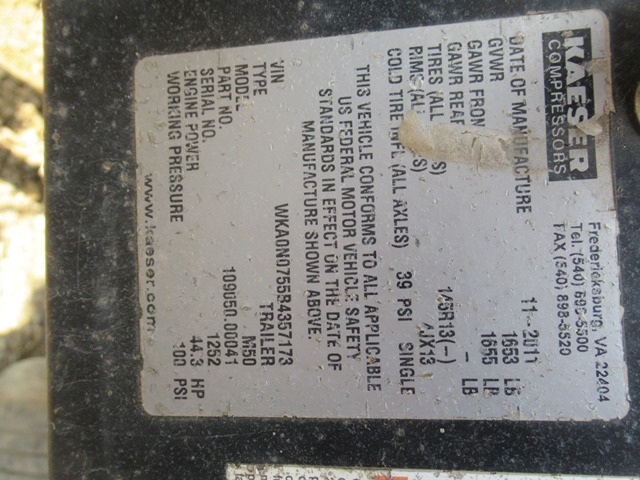 KAESER
COMPRESSORS
Fredericksburg, VA 22404
Tel. (540) 898-5500
FAX (540) 898-5520
DATE OF MANUFACTURE 11-2011
GVWR 1653 LB
GAWR FRONT 1655 LB
GAWR REAR – LB
TIRES (ALL 145R13(–)
RIMS (ALL 4JX13
COLD TIRE INFL (ALL AXLES) 39 PSI SINGLE
THIS VEHICLE CONFORMS TO ALL APPLICABLE
US FEDERAL MOTOR VEHICLE SAFETY
STANDARDS IN EFFECT ON THE DATE OF
MANUFACTURE SHOWN ABOVE.
VIN WKA0N0755B4357173
TYPE TRAILER
MODEL M50
PART NO. 109050.00041
SERIAL NO. 1252
ENGINE POWER 44.3 HP
WORKING PRESSURE 100 PSI
www.kaeser.com